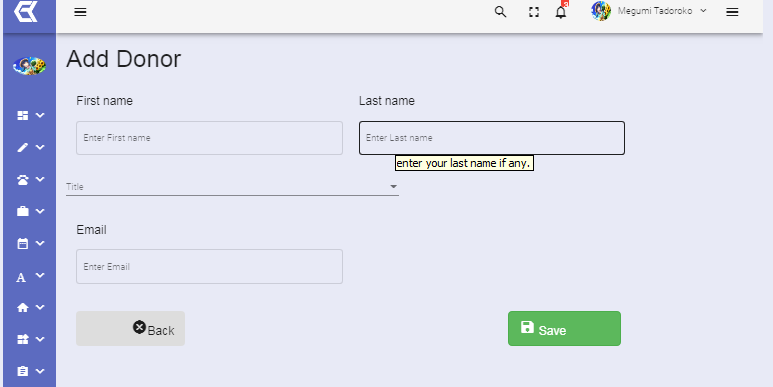 3
Megumi Tadoroko
Add Donor
First name
Last name
Enter First name
Enter Last name
enter your last name if any.
Title
Email
Enter Email
Back
Save
A